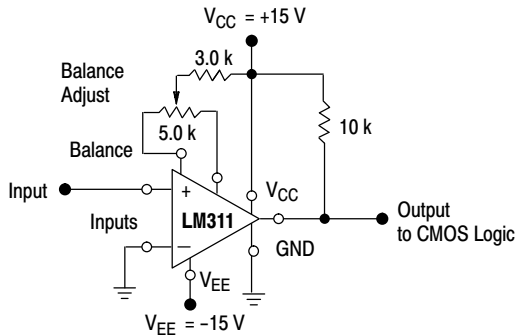 V_CC = +15 V
3.0 k
Balance
Adjust
5.0 k
10 k
Balance
Input
+
V_CC
Inputs
LM311
Output
to CMOS Logic
−
GND
V_EE
V_EE = −15 V